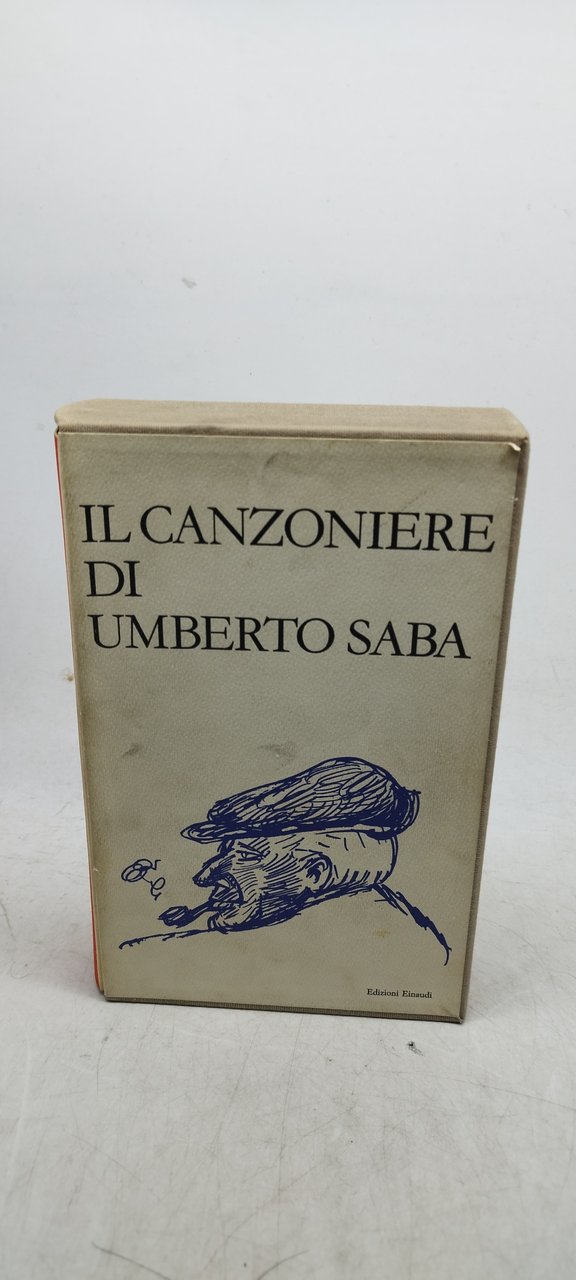 IL CANZONIERE
DI
UMBERTO SABA
Edizioni Einaudi